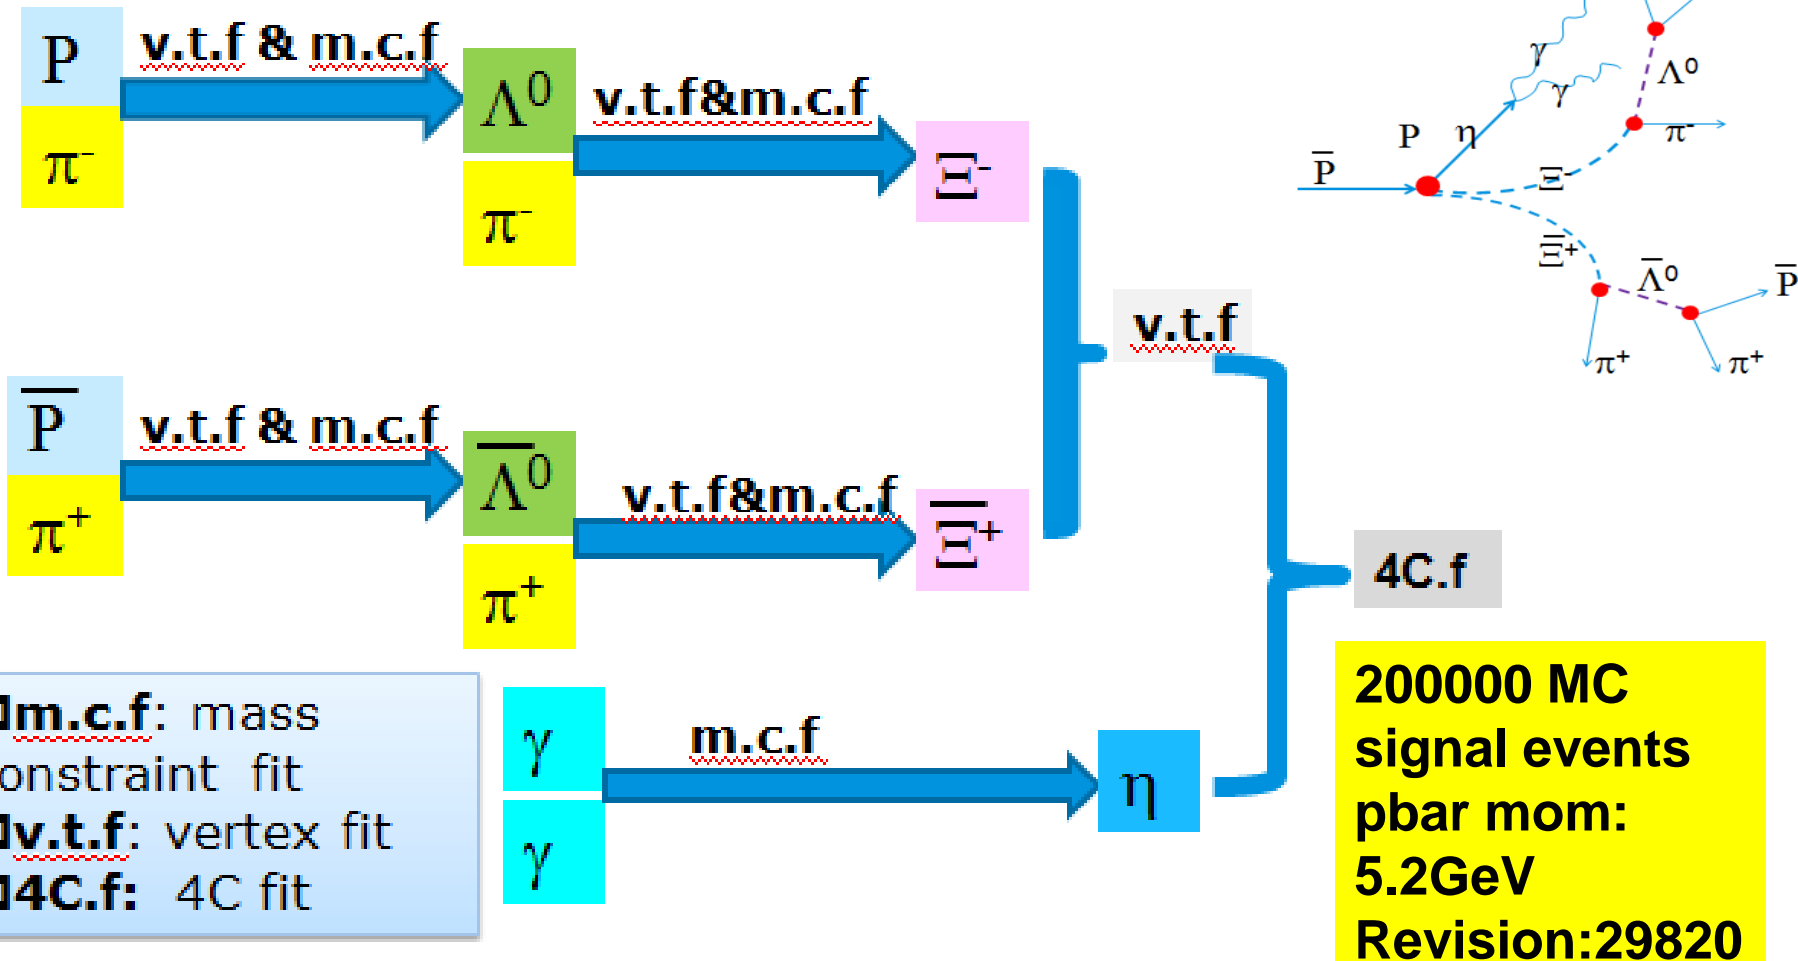 P
v.t.f & m.c.f
π⁻
Λ⁰
v.t.f&m.c.f
π⁻
Ξ⁻
P̅
v.t.f & m.c.f
π⁺
Λ̅⁰
v.t.f&m.c.f
π⁺
Ξ̅⁺
v.t.f
4C.f
γ
m.c.f
γ
η
m.c.f: mass
onstraint fit
v.t.f: vertex fit
4C.f: 4C fit
200000 MC
signal events
pbar mom:
5.2GeV
Revision:29820
γ
γ
Λ⁰
P
η
π⁻
P̅
Ξ⁻
Ξ̅⁺
Λ̅⁰
P̅
π⁺
π⁺